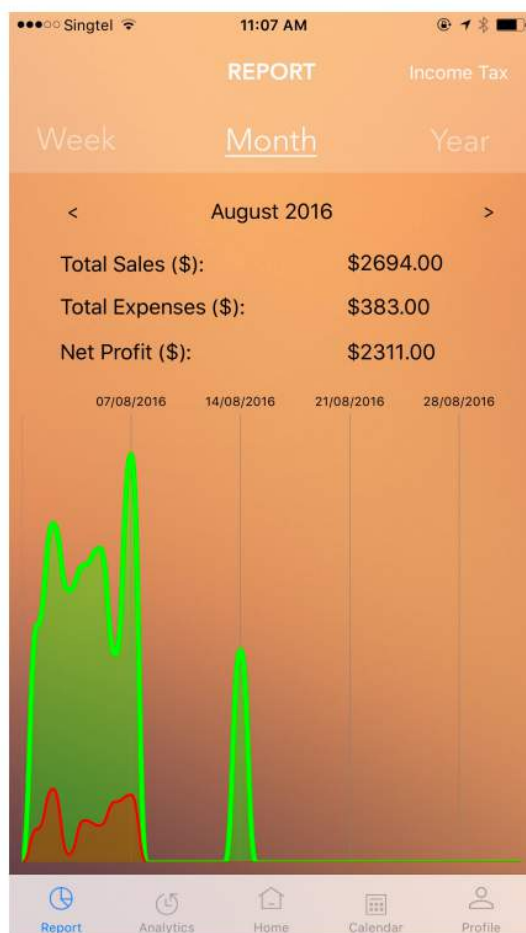 Singtel 11:07 AM
REPORT Income Tax
Week Month Year
< August 2016 >
Total Sales ($): $2694.00
Total Expenses ($): $383.00
Net Profit ($): $2311.00
07/08/2016 14/08/2016 21/08/2016 28/08/2016
Report Analytics Home Calendar Profile